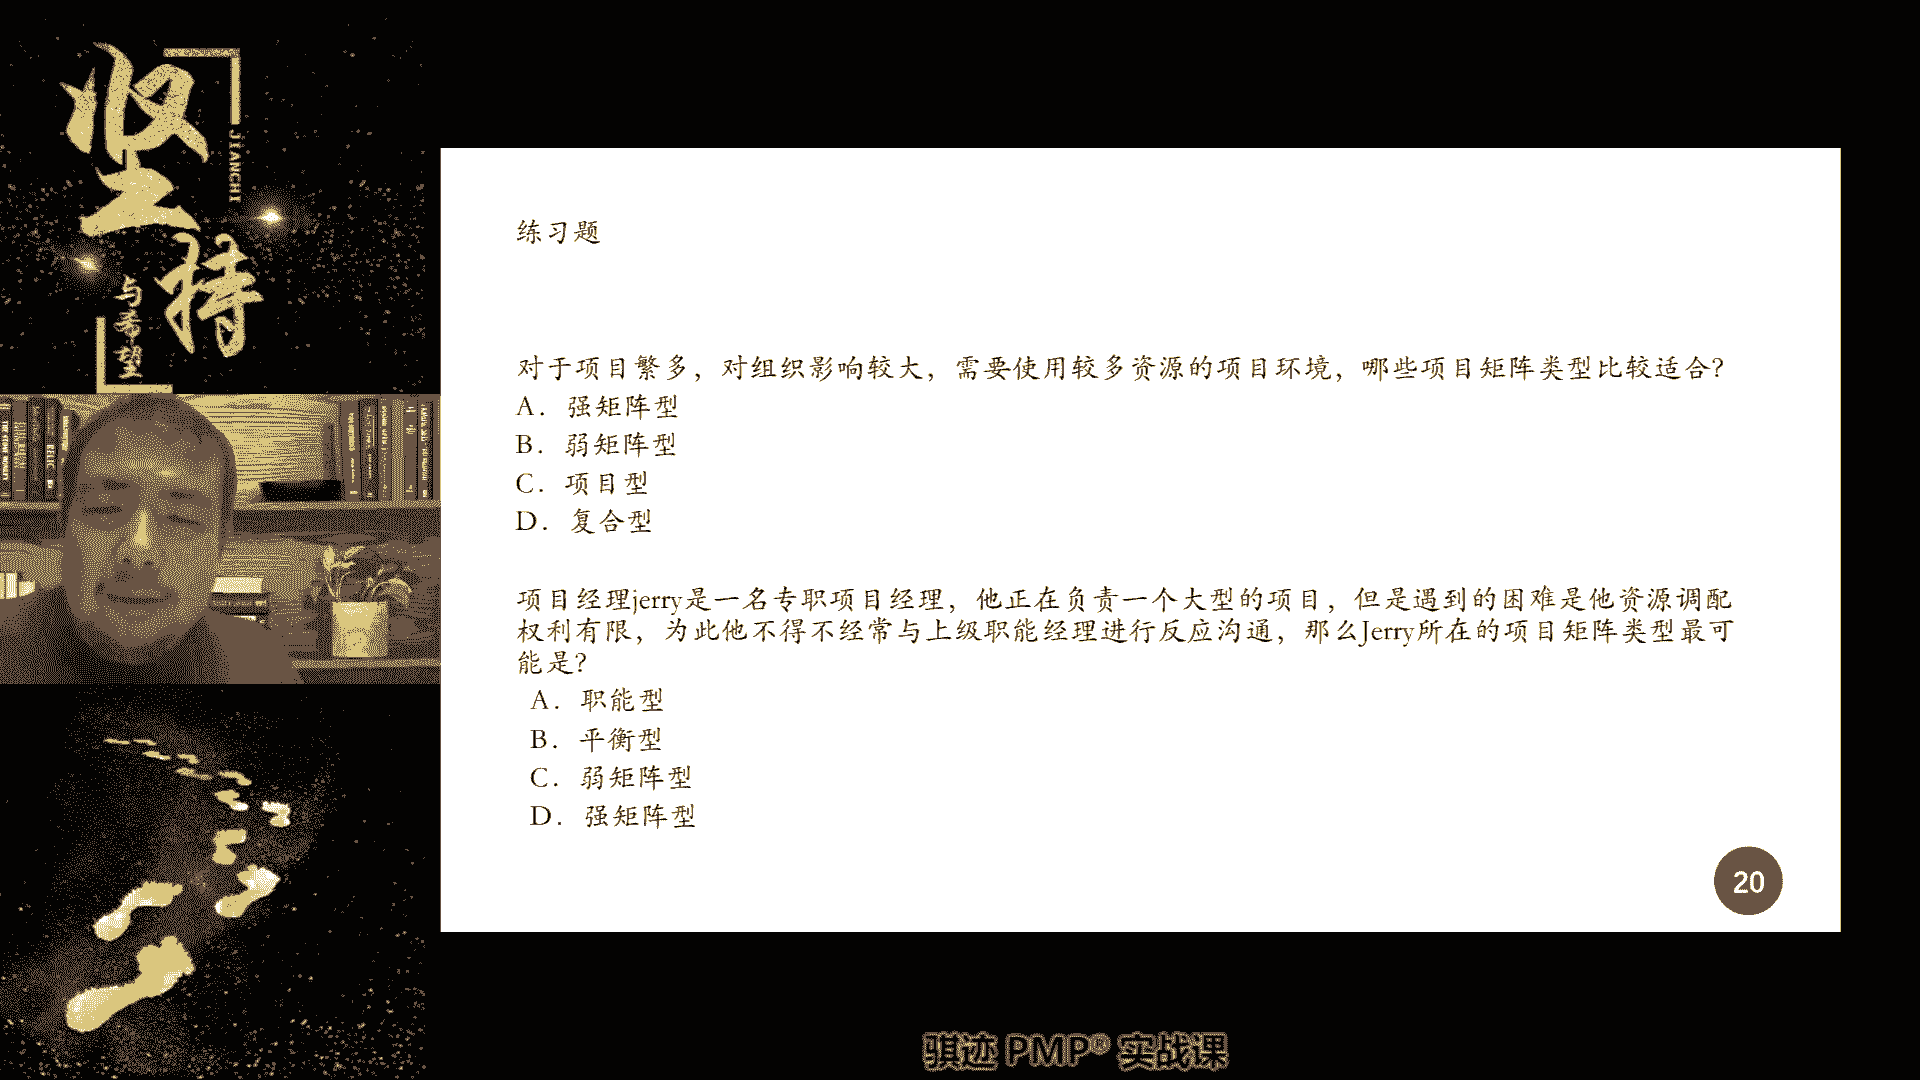 坚持
JIANCHI
与希望
练习题
对于项目繁多，对组织影响较大，需要使用较多资源的项目环境，哪些项目矩阵类型比较适合？
A. 强矩阵型
B. 弱矩阵型
C. 项目型
D. 复合型
项目经理jerry是一名专职项目经理，他正在负责一个大型的项目，但是遇到的困难是他资源调配
权利有限，为此他不得不经常与上级职能经理进行反应沟通，那么Jerry所在的项目矩阵类型最可
能是？
A. 职能型
B. 平衡型
C. 弱矩阵型
D. 强矩阵型
20
骐迹 PMP® 实战课